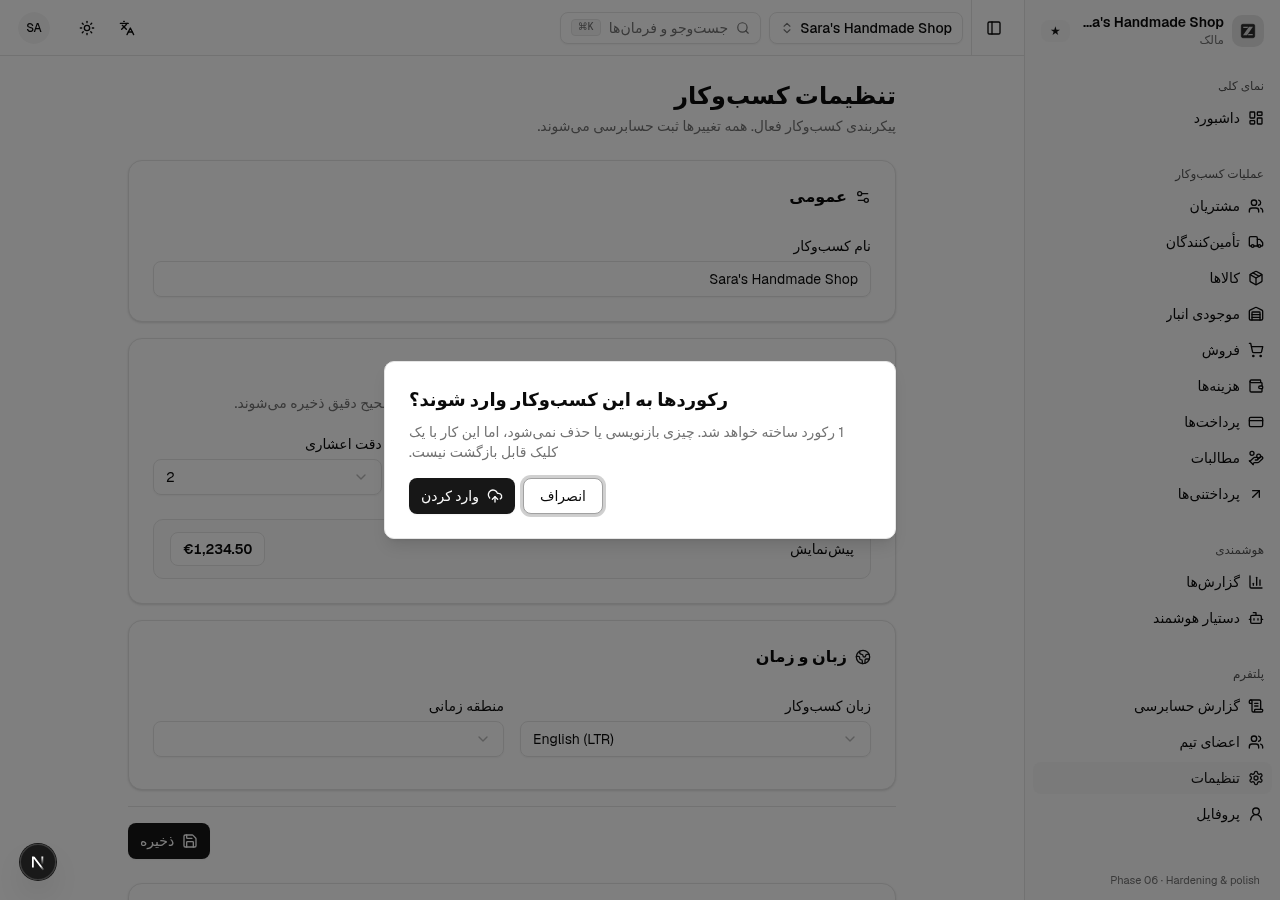 ...a's Handmade Shop
مالک
نمای کلی
داشبورد
عملیات کسب‌وکار
مشتریان
تأمین‌کنندگان
کالاها
موجودی انبار
فروش
هزینه‌ها
پرداخت‌ها
مطالبات
پرداختنی‌ها
هوشمندی
گزارش‌ها
دستیار هوشمند
پلتفرم
گزارش حسابرسی
اعضای تیم
تنظیمات
پروفایل
Phase 06 · Hardening & polish
Sara's Handmade Shop
جست‌وجو و فرمان‌ها
⌘K
SA
تنظیمات کسب‌وکار
پیکربندی کسب‌وکار فعال. همه تغییرها ثبت حسابرسی می‌شوند.
عمومی
نام کسب‌وکار
Sara's Handmade Shop
دقیق ذخیره می‌شوند.
دقت اعشاری
2
رکوردها به این کسب‌وکار وارد شوند؟
1 رکورد ساخته خواهد شد. چیزی بازنویسی یا حذف نمی‌شود، اما این کار با یک
کلیک قابل بازگشت نیست.
انصراف
وارد کردن
پیش‌نمایش
€1,234.50
زبان و زمان
زبان کسب‌وکار
English (LTR)
منطقه زمانی
ذخیره
N